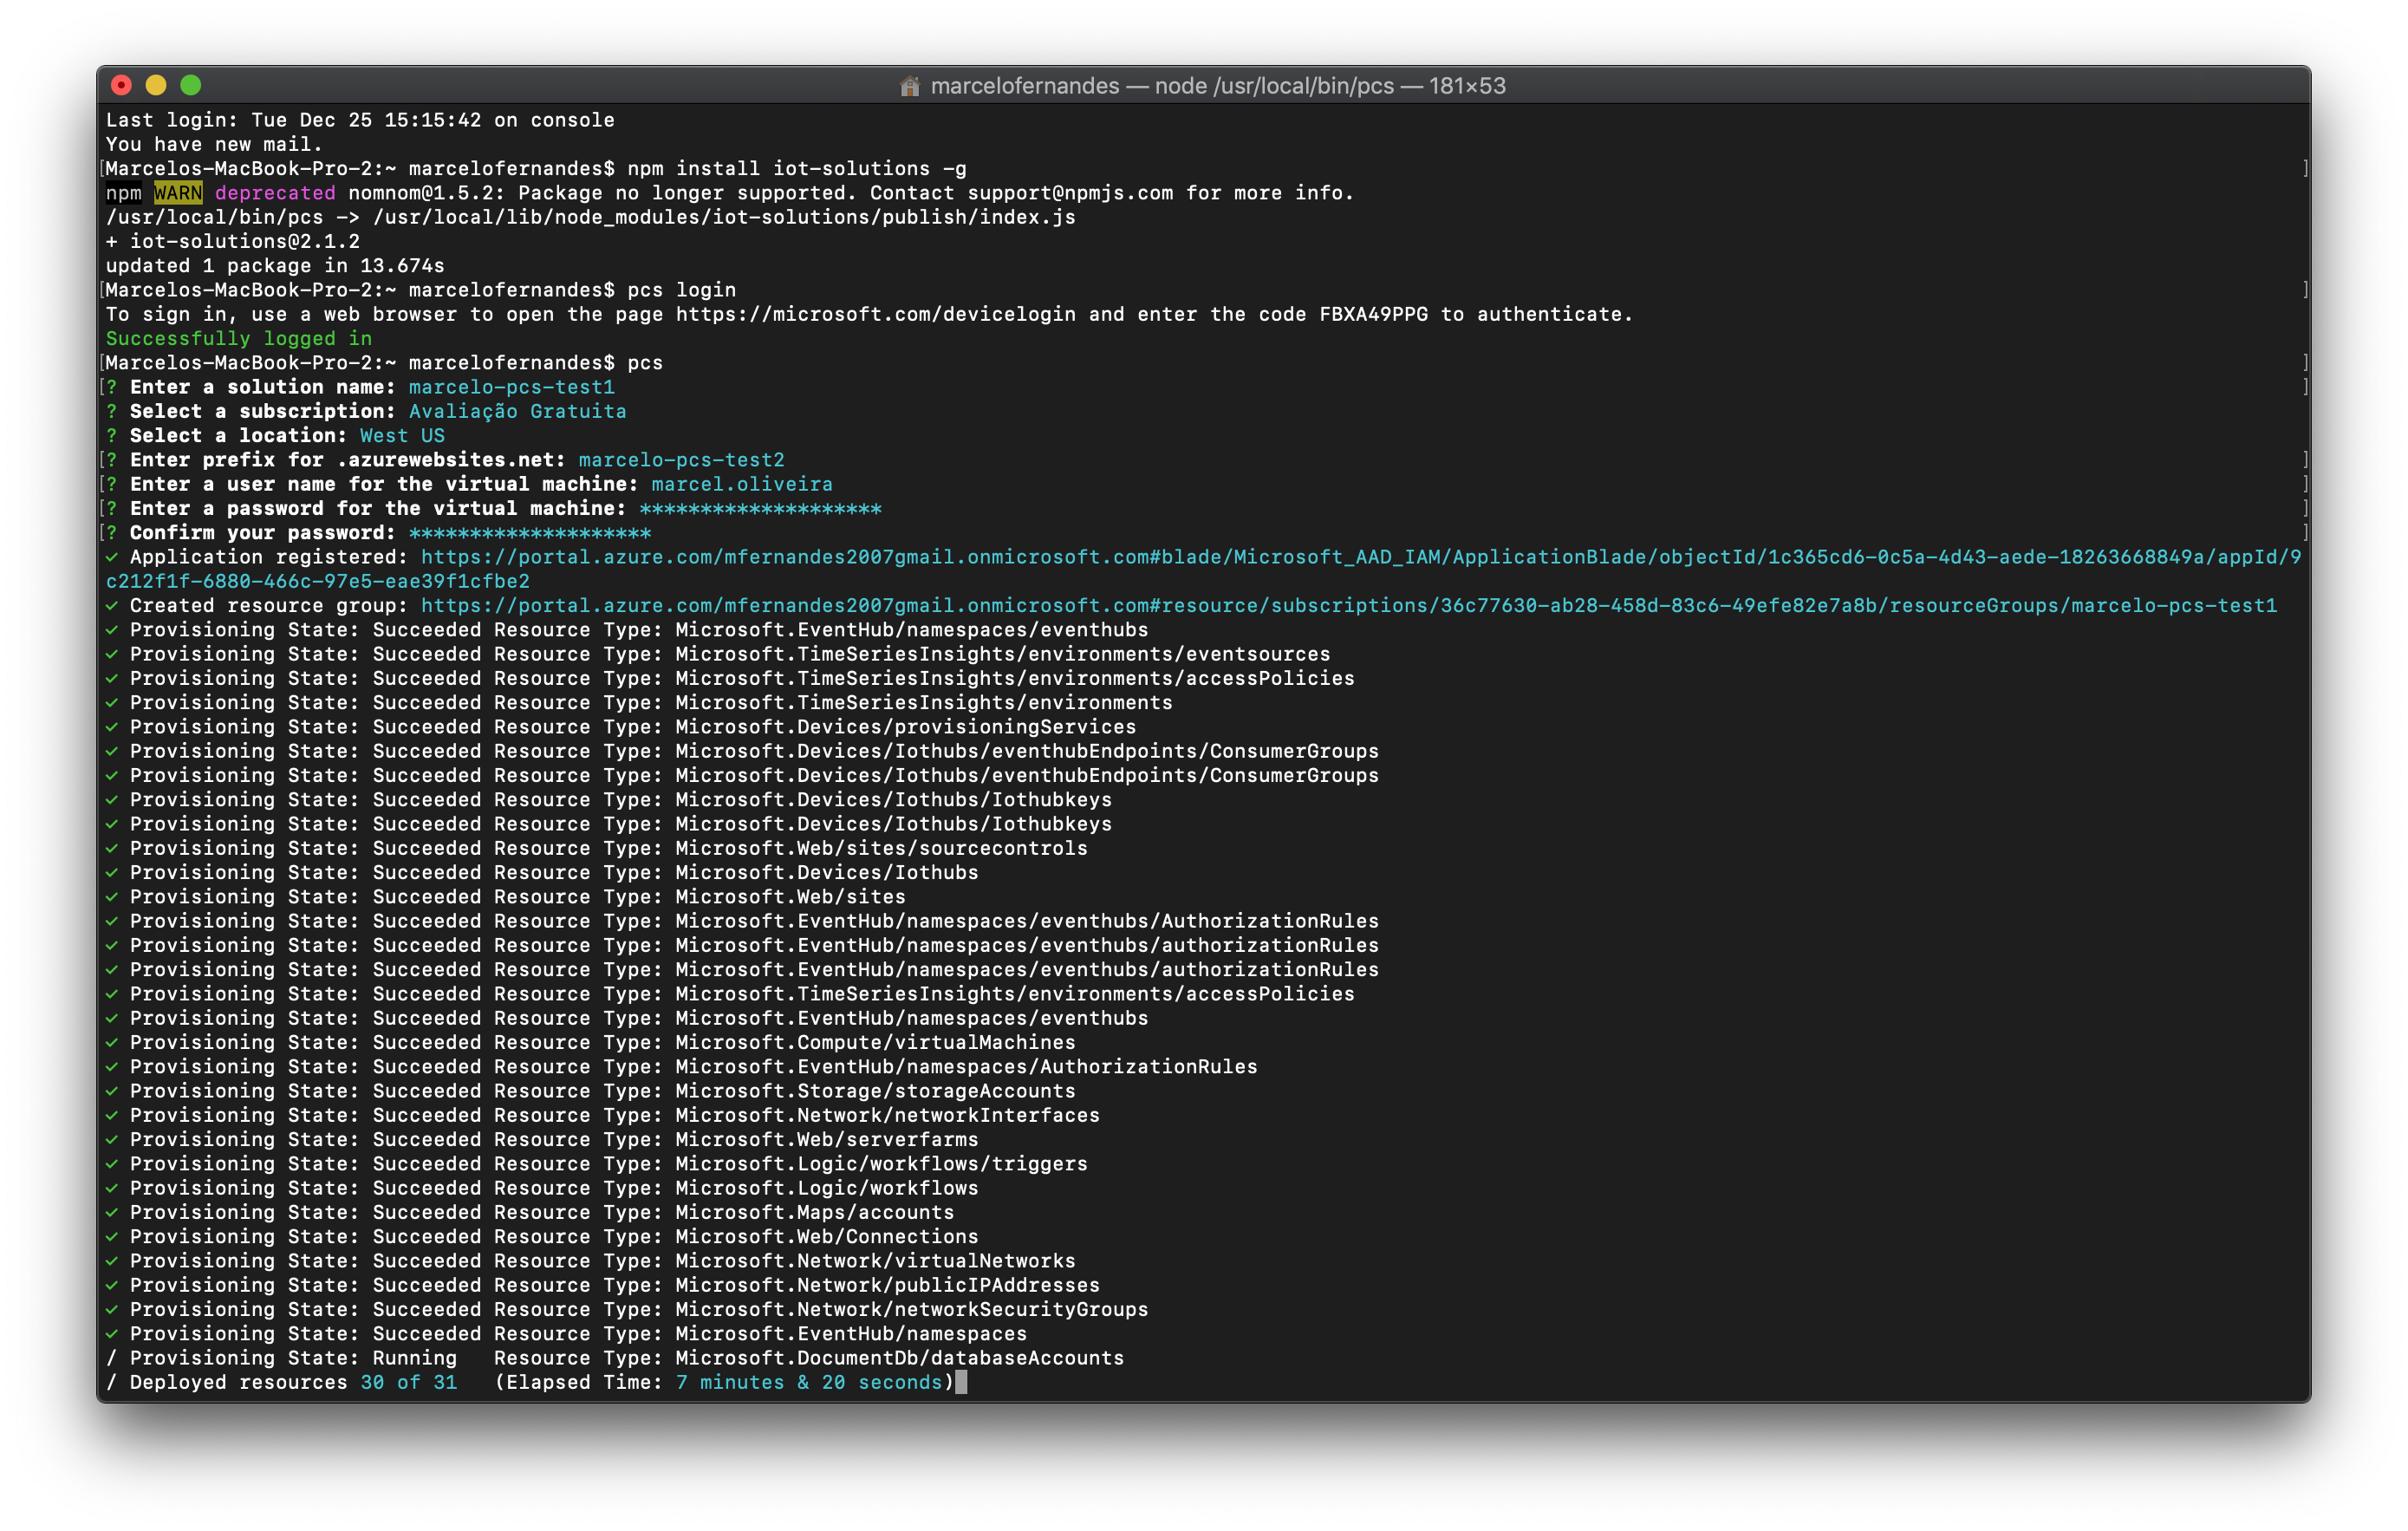 marcelofernandes — node /usr/local/bin/pcs — 181×53
Last login: Tue Dec 25 15:15:42 on console
You have new mail.
[Marcelos-MacBook-Pro-2:~ marcelofernandes$ npm install iot-solutions -g ]
npm WARN deprecated nomnom@1.5.2: Package no longer supported. Contact support@npmjs.com for more info.
/usr/local/bin/pcs -> /usr/local/lib/node_modules/iot-solutions/publish/index.js
+ iot-solutions@2.1.2
updated 1 package in 13.674s
[Marcelos-MacBook-Pro-2:~ marcelofernandes$ pcs login ]
To sign in, use a web browser to open the page https://microsoft.com/devicelogin and enter the code FBXA49PPG to authenticate.
Successfully logged in
[Marcelos-MacBook-Pro-2:~ marcelofernandes$ pcs ]
[? Enter a solution name: marcelo-pcs-test1 ]
? Select a subscription: Avaliação Gratuita
? Select a location: West US
[? Enter prefix for .azurewebsites.net: marcelo-pcs-test2 ]
[? Enter a user name for the virtual machine: marcel.oliveira ]
[? Enter a password for the virtual machine: ******************** ]
[? Confirm your password: ******************** ]
✓ Application registered: https://portal.azure.com/mfernandes2007gmail.onmicrosoft.com#blade/Microsoft_AAD_IAM/ApplicationBlade/objectId/1c365cd6-0c5a-4d43-aede-18263668849a/appId/9
c212f1f-6880-466c-97e5-eae39f1cfbe2
✓ Created resource group: https://portal.azure.com/mfernandes2007gmail.onmicrosoft.com#resource/subscriptions/36c77630-ab28-458d-83c6-49efe82e7a8b/resourceGroups/marcelo-pcs-test1
✓ Provisioning State: Succeeded Resource Type: Microsoft.EventHub/namespaces/eventhubs
✓ Provisioning State: Succeeded Resource Type: Microsoft.TimeSeriesInsights/environments/eventsources
✓ Provisioning State: Succeeded Resource Type: Microsoft.TimeSeriesInsights/environments/accessPolicies
✓ Provisioning State: Succeeded Resource Type: Microsoft.TimeSeriesInsights/environments
✓ Provisioning State: Succeeded Resource Type: Microsoft.Devices/provisioningServices
✓ Provisioning State: Succeeded Resource Type: Microsoft.Devices/Iothubs/eventhubEndpoints/ConsumerGroups
✓ Provisioning State: Succeeded Resource Type: Microsoft.Devices/Iothubs/eventhubEndpoints/ConsumerGroups
✓ Provisioning State: Succeeded Resource Type: Microsoft.Devices/Iothubs/Iothubkeys
✓ Provisioning State: Succeeded Resource Type: Microsoft.Devices/Iothubs/Iothubkeys
✓ Provisioning State: Succeeded Resource Type: Microsoft.Web/sites/sourcecontrols
✓ Provisioning State: Succeeded Resource Type: Microsoft.Devices/Iothubs
✓ Provisioning State: Succeeded Resource Type: Microsoft.Web/sites
✓ Provisioning State: Succeeded Resource Type: Microsoft.EventHub/namespaces/eventhubs/AuthorizationRules
✓ Provisioning State: Succeeded Resource Type: Microsoft.EventHub/namespaces/eventhubs/authorizationRules
✓ Provisioning State: Succeeded Resource Type: Microsoft.EventHub/namespaces/eventhubs/authorizationRules
✓ Provisioning State: Succeeded Resource Type: Microsoft.TimeSeriesInsights/environments/accessPolicies
✓ Provisioning State: Succeeded Resource Type: Microsoft.EventHub/namespaces/eventhubs
✓ Provisioning State: Succeeded Resource Type: Microsoft.Compute/virtualMachines
✓ Provisioning State: Succeeded Resource Type: Microsoft.EventHub/namespaces/AuthorizationRules
✓ Provisioning State: Succeeded Resource Type: Microsoft.Storage/storageAccounts
✓ Provisioning State: Succeeded Resource Type: Microsoft.Network/networkInterfaces
✓ Provisioning State: Succeeded Resource Type: Microsoft.Web/serverfarms
✓ Provisioning State: Succeeded Resource Type: Microsoft.Logic/workflows/triggers
✓ Provisioning State: Succeeded Resource Type: Microsoft.Logic/workflows
✓ Provisioning State: Succeeded Resource Type: Microsoft.Maps/accounts
✓ Provisioning State: Succeeded Resource Type: Microsoft.Web/Connections
✓ Provisioning State: Succeeded Resource Type: Microsoft.Network/virtualNetworks
✓ Provisioning State: Succeeded Resource Type: Microsoft.Network/publicIPAddresses
✓ Provisioning State: Succeeded Resource Type: Microsoft.Network/networkSecurityGroups
✓ Provisioning State: Succeeded Resource Type: Microsoft.EventHub/namespaces
/ Provisioning State: Running   Resource Type: Microsoft.DocumentDb/databaseAccounts
/ Deployed resources 30 of 31   (Elapsed Time: 7 minutes & 20 seconds)